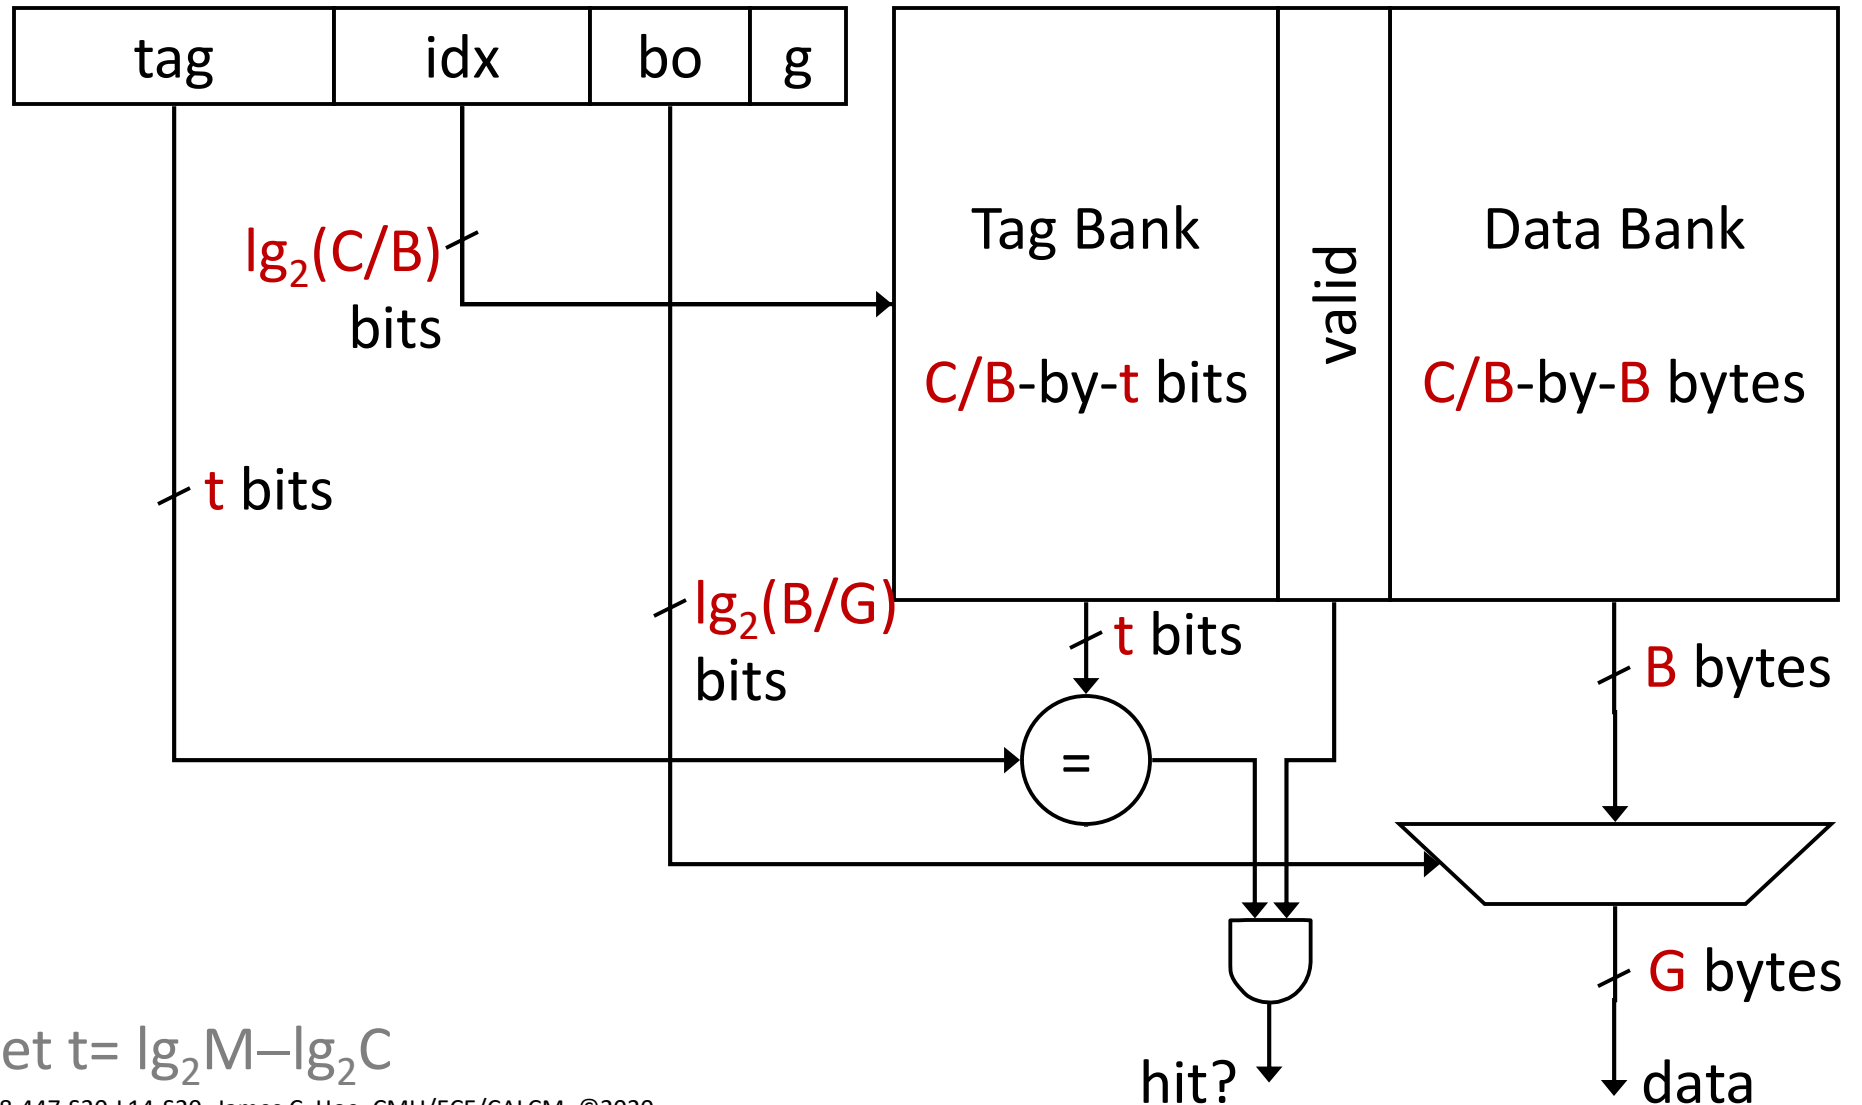 tag idx bo g
lg₂(C/B)
bits
t bits
lg₂(B/G)
bits
Tag Bank
C/B-by-t bits
valid
Data Bank
C/B-by-B bytes
t bits
B bytes
=
G bytes
hit?
data
et t= lg₂M–lg₂C